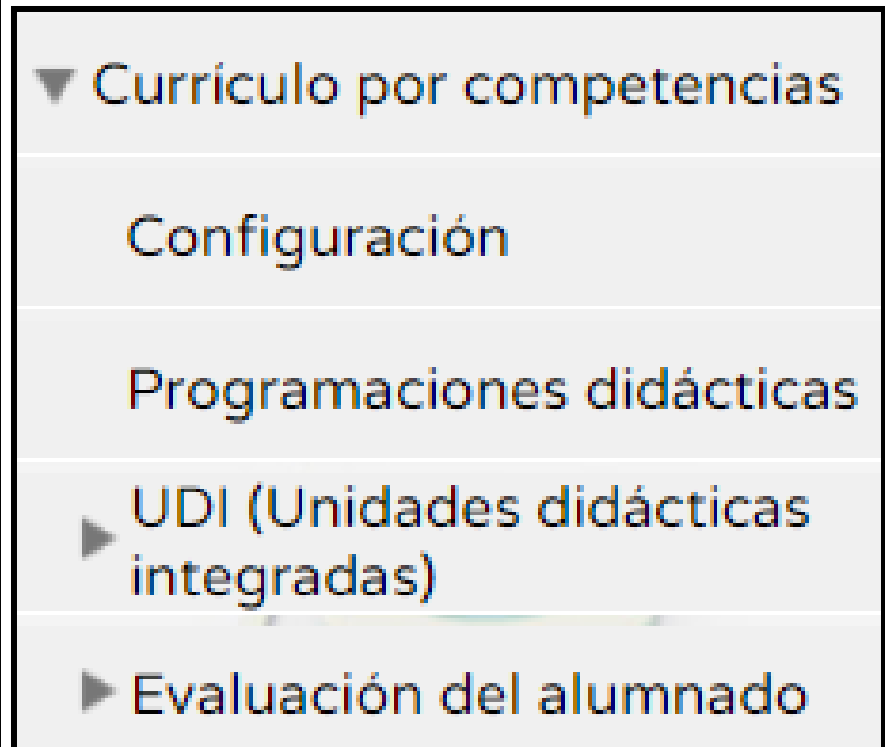 Currículo por competencias
Configuración
Programaciones didácticas
UDI (Unidades didácticas
integradas)
Evaluación del alumnado